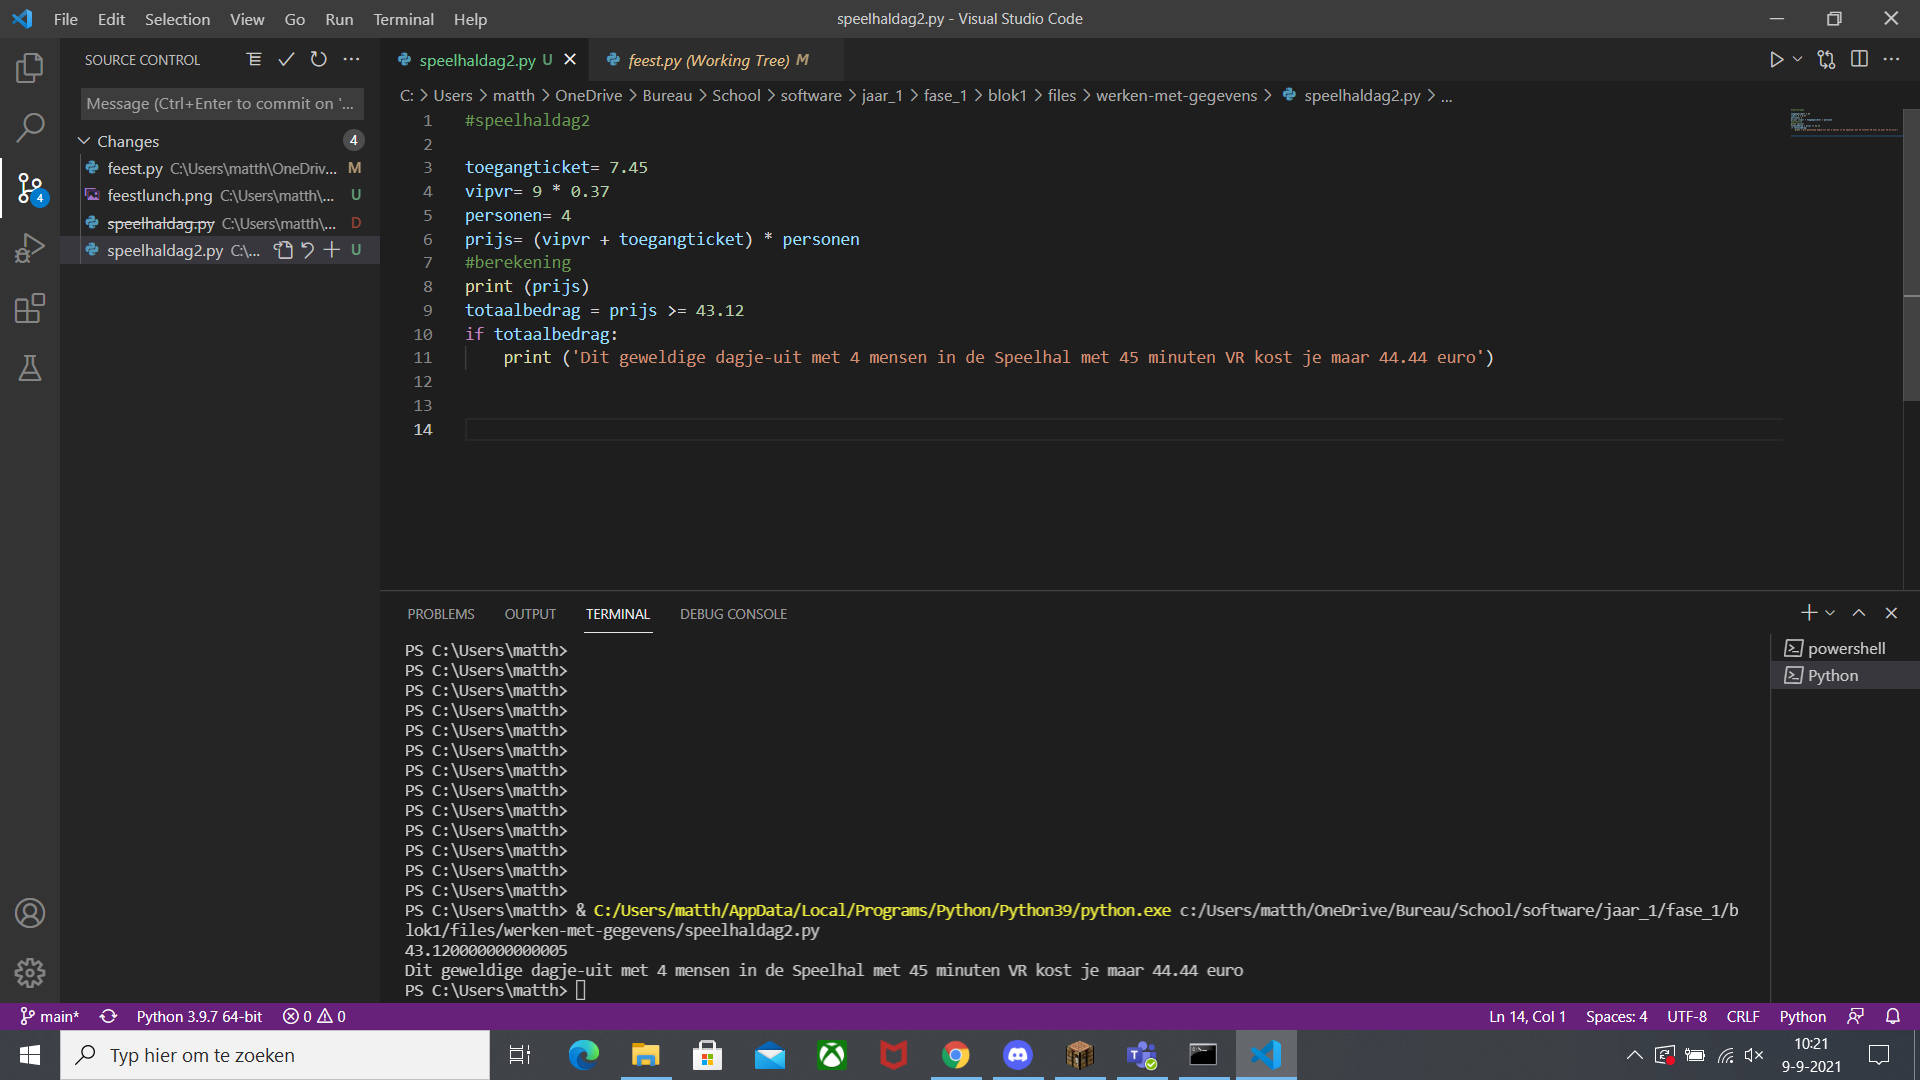 File Edit Selection View Go Run Terminal Help
speelhaldag2.py - Visual Studio Code
SOURCE CONTROL
Message (Ctrl+Enter to commit on '...
Changes 4
feest.py C:\Users\matth\OneDriv... M
feestlunch.png C:\Users\matth\... U
speelhaldag.py C:\Users\matth\... D
speelhaldag2.py C:\... U
4
speelhaldag2.py U
feest.py (Working Tree) M
C: > Users > matth > OneDrive > Bureau > School > software > jaar_1 > fase_1 > blok1 > files > werken-met-gegevens > speelhaldag2.py > ...
1 #speelhaldag2
2
3 toegangticket= 7.45
4 vipvr= 9 * 0.37
5 personen= 4
6 prijs= (vipvr + toegangticket) * personen
7 #berekening
8 print (prijs)
9 totaalbedrag = prijs >= 43.12
10 if totaalbedrag:
11 print ('Dit geweldige dagje-uit met 4 mensen in de Speelhal met 45 minuten VR kost je maar 44.44 euro')
12
13
14
PROBLEMS OUTPUT TERMINAL DEBUG CONSOLE
powershell
Python
PS C:\Users\matth>
PS C:\Users\matth>
PS C:\Users\matth>
PS C:\Users\matth>
PS C:\Users\matth>
PS C:\Users\matth>
PS C:\Users\matth>
PS C:\Users\matth>
PS C:\Users\matth>
PS C:\Users\matth>
PS C:\Users\matth>
PS C:\Users\matth>
PS C:\Users\matth>
PS C:\Users\matth> & C:/Users/matth/AppData/Local/Programs/Python/Python39/python.exe c:/Users/matth/OneDrive/Bureau/School/software/jaar_1/fase_1/b
lok1/files/werken-met-gegevens/speelhaldag2.py
43.120000000000005
Dit geweldige dagje-uit met 4 mensen in de Speelhal met 45 minuten VR kost je maar 44.44 euro
PS C:\Users\matth>
main* Python 3.9.7 64-bit 0 0 Ln 14, Col 1 Spaces: 4 UTF-8 CRLF Python
Typ hier om te zoeken
10:21
9-9-2021